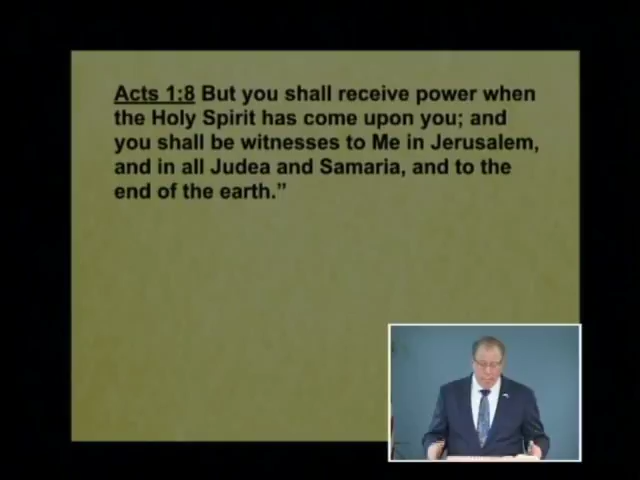 Acts 1:8 But you shall receive power when
the Holy Spirit has come upon you; and
you shall be witnesses to Me in Jerusalem,
and in all Judea and Samaria, and to the
end of the earth.”